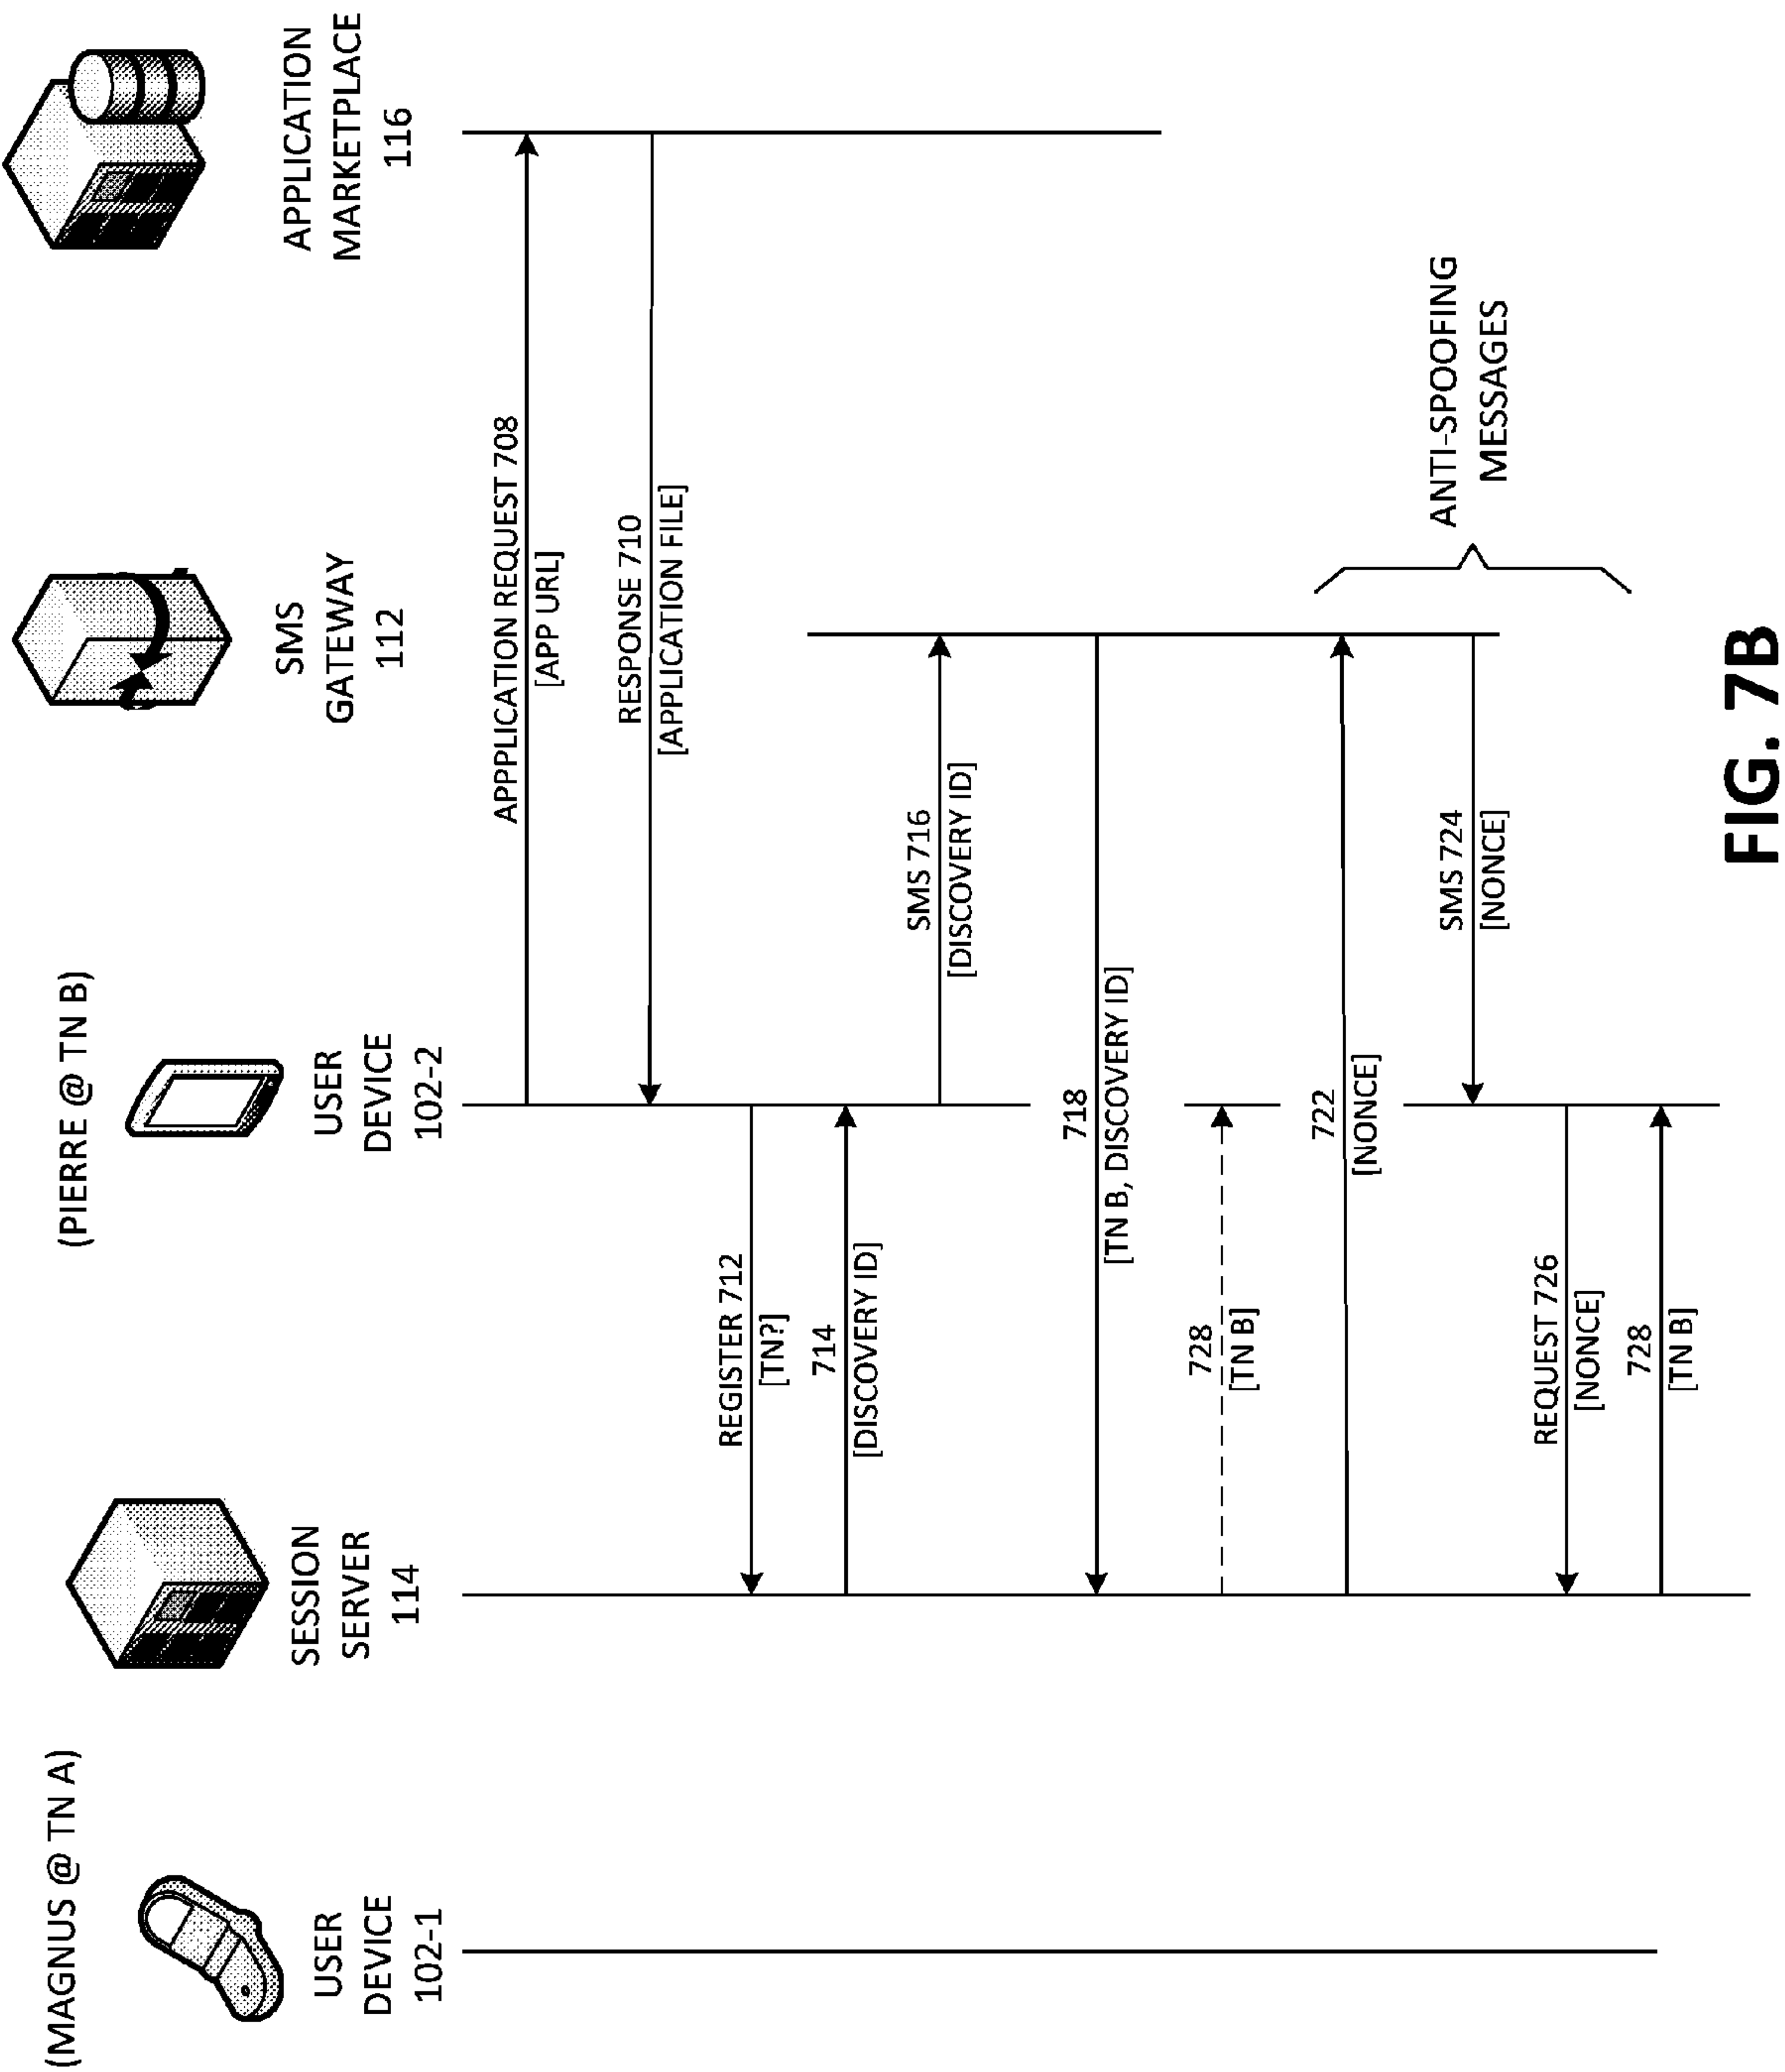 (MAGNUS @ TN A)
USER
DEVICE
102-1
SESSION
SERVER
114
(PIERRE @ TN B)
USER
DEVICE
102-2
SMS
GATEWAY
112
APPLICATION
MARKETPLACE
116
APPPLICATION REQUEST 708
[APP URL]
RESPONSE 710
[APPLICATION FILE]
REGISTER 712
[TN?]
714
[DISCOVERY ID]
SMS 716
[DISCOVERY ID]
718
[TN B, DISCOVERY ID]
728
[TN B]
722
[NONCE]
SMS 724
[NONCE]
REQUEST 726
[NONCE]
728
[TN B]
ANTI-SPOOFING
MESSAGES
FIG. 7B